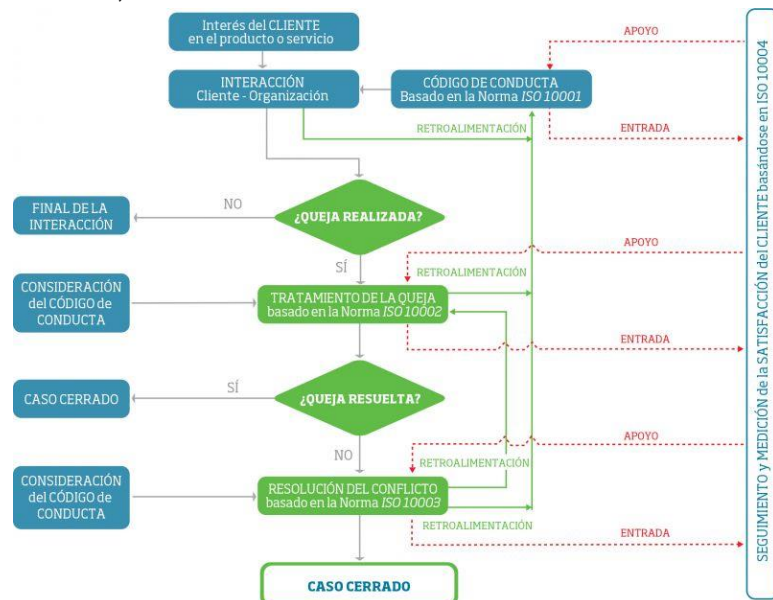 Interés del CLIENTE
en el producto o servicio
APOYO
INTERACCIÓN
Cliente - Organización
CÓDIGO DE CONDUCTA
Basado en la Norma ISO 10001
RETROALIMENTACIÓN
ENTRADA
FINAL DE LA
INTERACCIÓN
NO
¿QUEJA REALIZADA?
SÍ
APOYO
RETROALIMENTACIÓN
CONSIDERACIÓN
del CÓDIGO de
CONDUCTA
TRATAMIENTO DE LA QUEJA
basado en la Norma ISO 10002
ENTRADA
CASO CERRADO
SÍ
¿QUEJA RESUELTA?
NO
APOYO
RETROALIMENTACIÓN
CONSIDERACIÓN
del CÓDIGO de
CONDUCTA
RESOLUCIÓN DEL CONFLICTO
basado en la Norma ISO 10003
RETROALIMENTACIÓN
ENTRADA
CASO CERRADO
SEGUIMIENTO y MEDICIÓN de la SATISFACCIÓN del CLIENTE basándose en ISO 10004